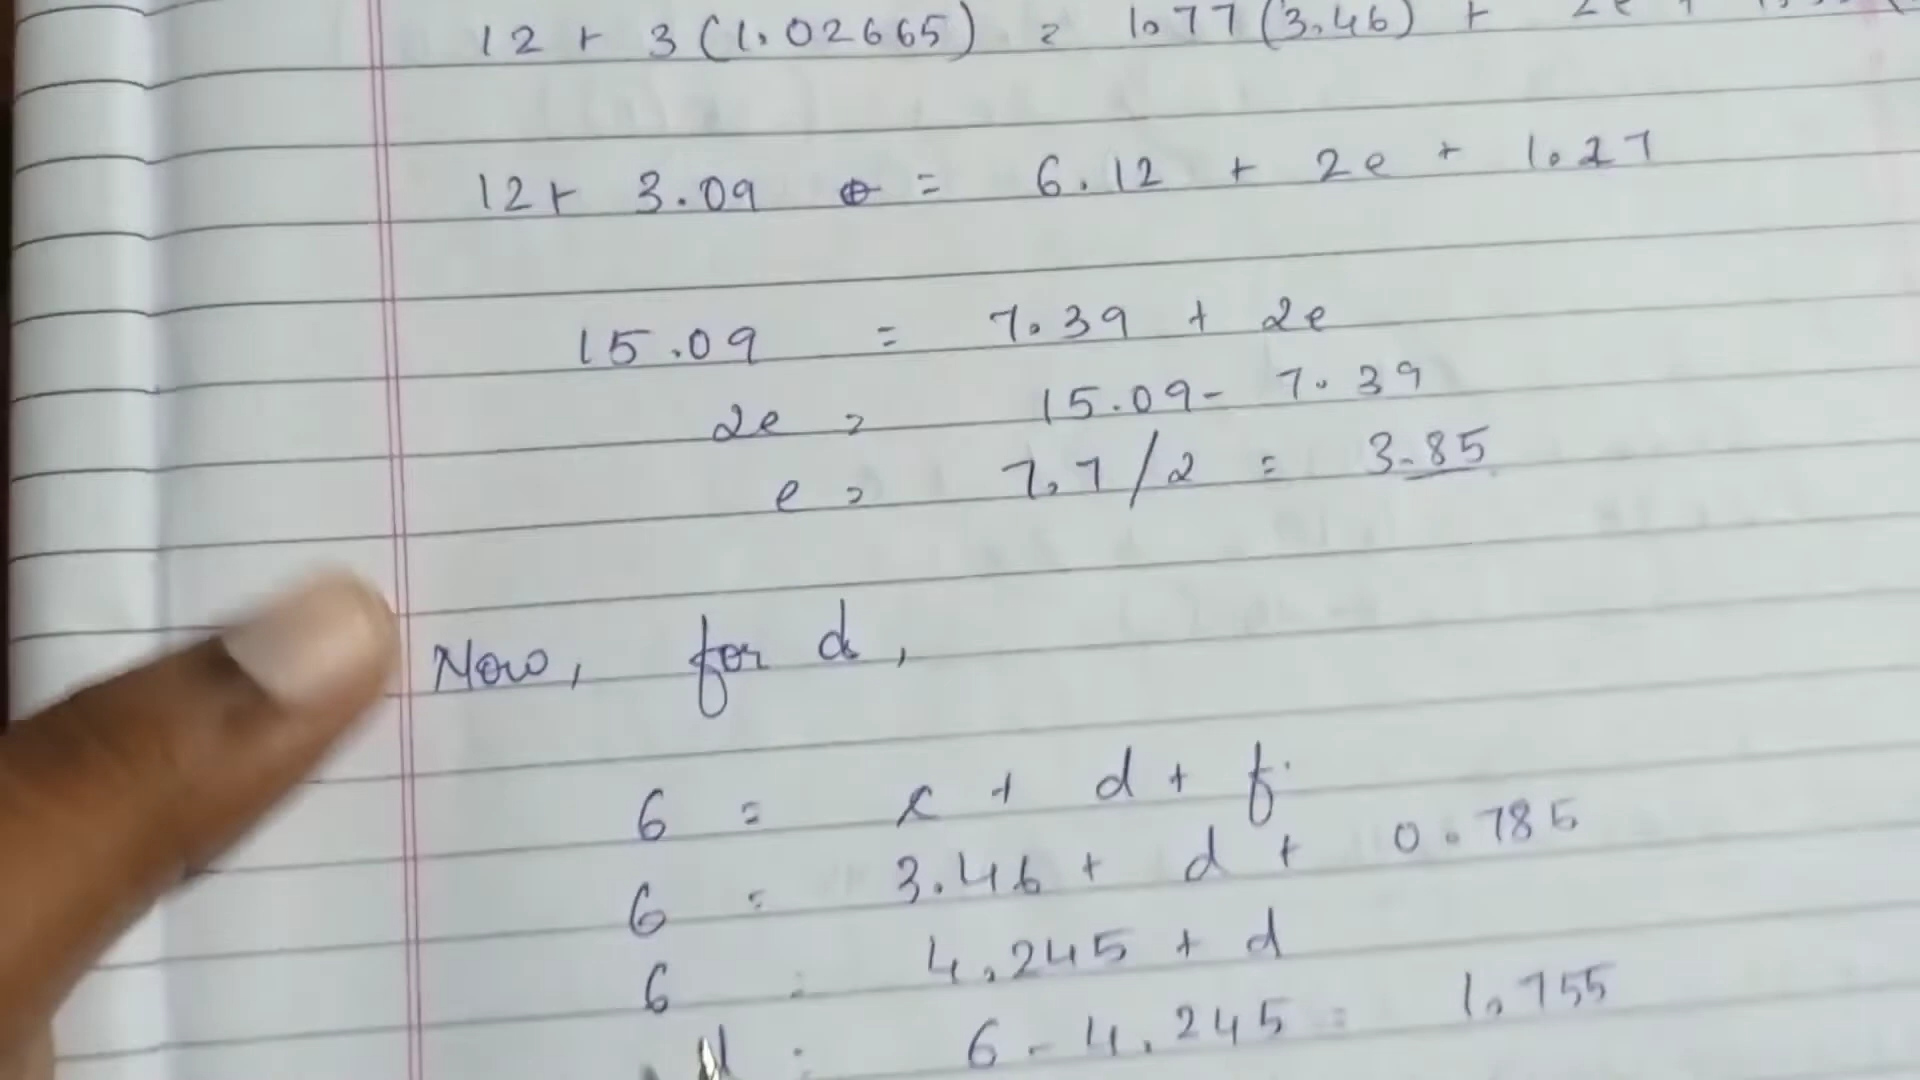 12 + 3(1.02665) = 1.77(3.46) + 2e +
12+ 3.09 = 6.12 + 2e + 1.27
15.09 = 7.39 + 2e
2e = 15.09- 7.39
e = 7.7/2 = 3.85
Now, for d,
6 = x + d + f
6 = 3.46 + d + 0.785
6 = 4.245 + d
d = 6 - 4.245 = 1.755